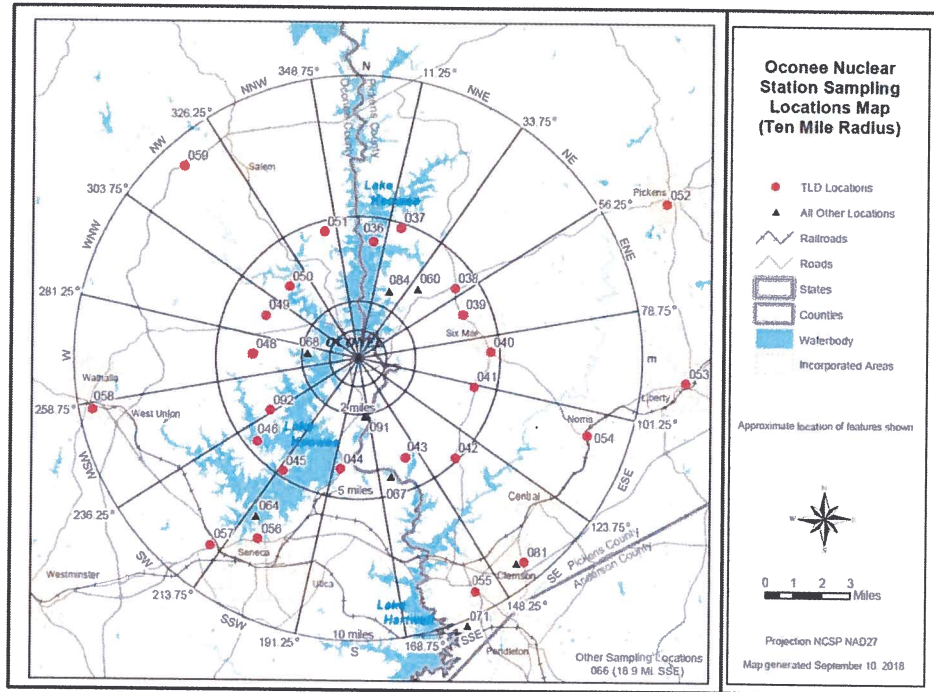 N
348.75°
11.25°
NNW
NNE
326.25°
33.75°
NW
NE
059
Salem
Pickens County
Oconee County
303.75°
Pickens
052
56.25°
Lake
Keowee
051
037
036
WNW
ENE
050
084
060
038
281.25°
049
039
78.75°
Six Mile
OCONEE
068
048
040
W
E
041
053
Walhalla
Liberty
258.75°
058
092
2 miles
101.25°
West Union
091
Norris
Lake
Keowee
046
054
043
042
WSW
045
044
ESE
5 miles
067
236.25°
064
Central
123.75°
057
056
Seneca
Pickens County
Anderson County
SW
081
Clemson
SE
Westminster
Utica
055
213.75°
148.25°
Lake
Hartwell
071
SSW
SSE
191.25°
10 miles
168.75°
Pendleton
S
Other Sampling Locations
066 (18.9 Mi. SSE)
Oconee Nuclear
Station Sampling
Locations Map
(Ten Mile Radius)
TLD Locations
All Other Locations
Railroads
Roads
States
Counties
Waterbody
Incorporated Areas
Approximate location of features shown
N
W
E
S
0 1 2 3
Miles
Projection NCSP NAD27
Map generated September 10, 2018